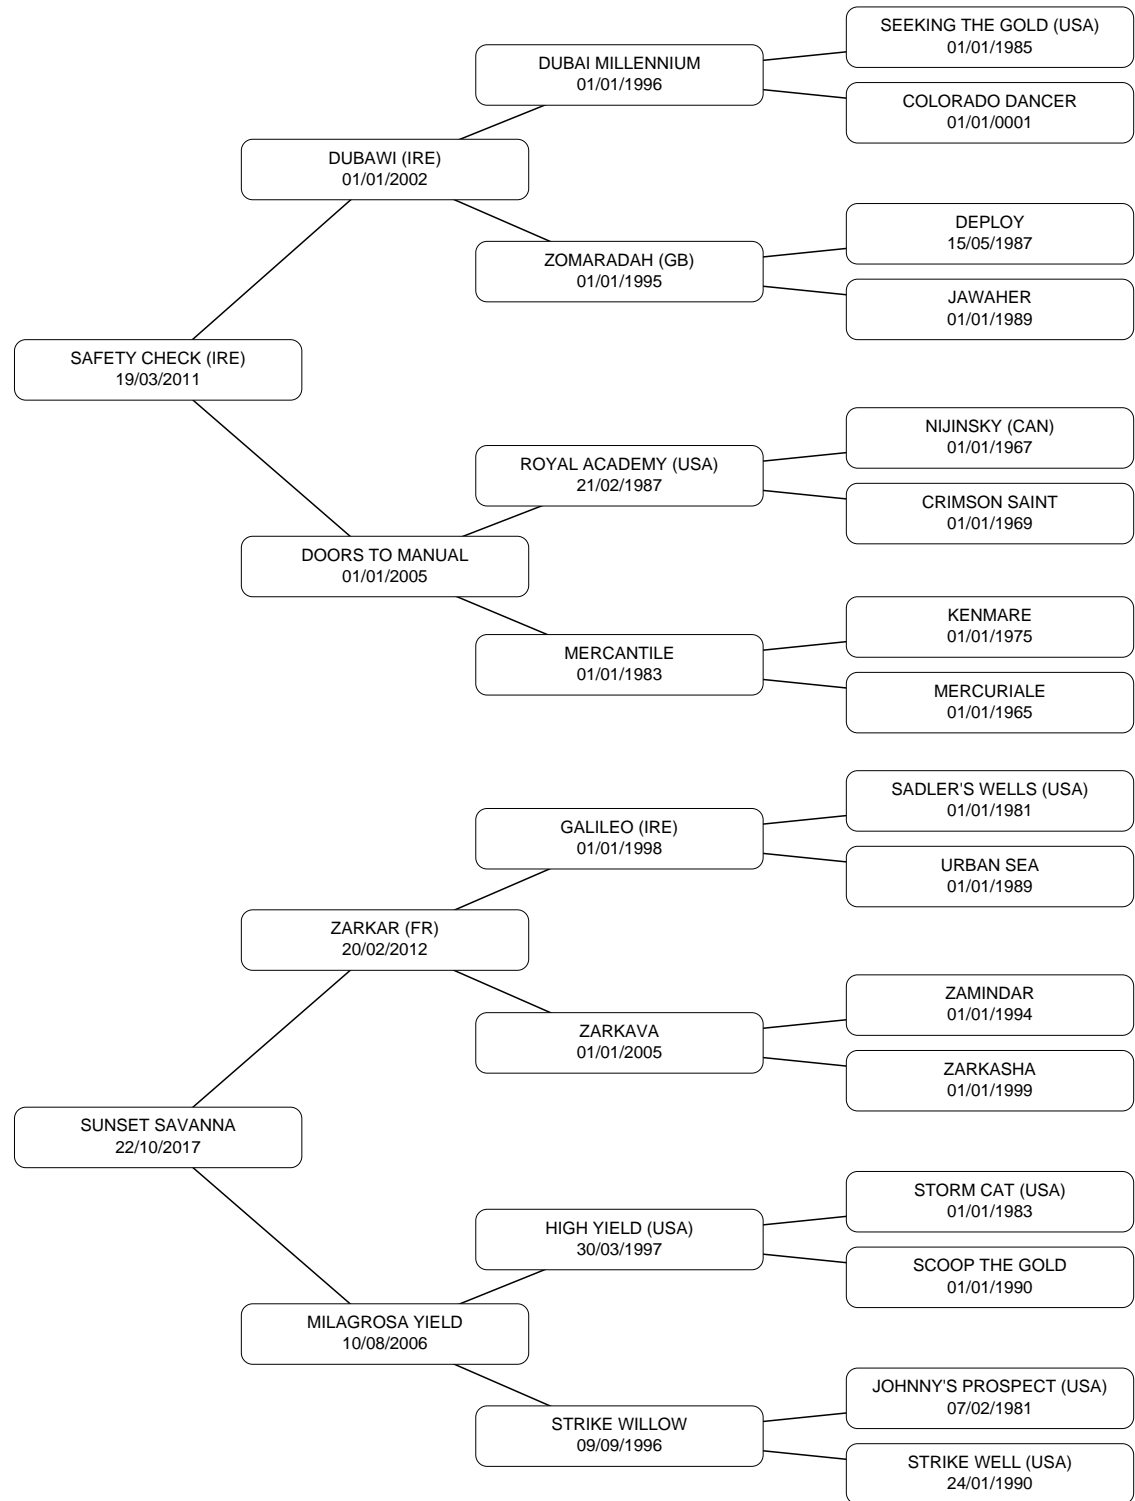 SEEKING THE GOLD (USA)
01/01/1985
DUBAI MILLENNIUM
01/01/1996
COLORADO DANCER
01/01/0001
DUBAWI (IRE)
01/01/2002
DEPLOY
15/05/1987
ZOMARADAH (GB)
01/01/1995
JAWAHER
01/01/1989
SAFETY CHECK (IRE)
19/03/2011
NIJINSKY (CAN)
01/01/1967
ROYAL ACADEMY (USA)
21/02/1987
CRIMSON SAINT
01/01/1969
DOORS TO MANUAL
01/01/2005
KENMARE
01/01/1975
MERCANTILE
01/01/1983
MERCURIALE
01/01/1965
SADLER'S WELLS (USA)
01/01/1981
GALILEO (IRE)
01/01/1998
URBAN SEA
01/01/1989
ZARKAR (FR)
20/02/2012
ZAMINDAR
01/01/1994
ZARKAVA
01/01/2005
ZARKASHA
01/01/1999
SUNSET SAVANNA
22/10/2017
STORM CAT (USA)
01/01/1983
HIGH YIELD (USA)
30/03/1997
SCOOP THE GOLD
01/01/1990
MILAGROSA YIELD
10/08/2006
JOHNNY'S PROSPECT (USA)
07/02/1981
STRIKE WILLOW
09/09/1996
STRIKE WELL (USA)
24/01/1990